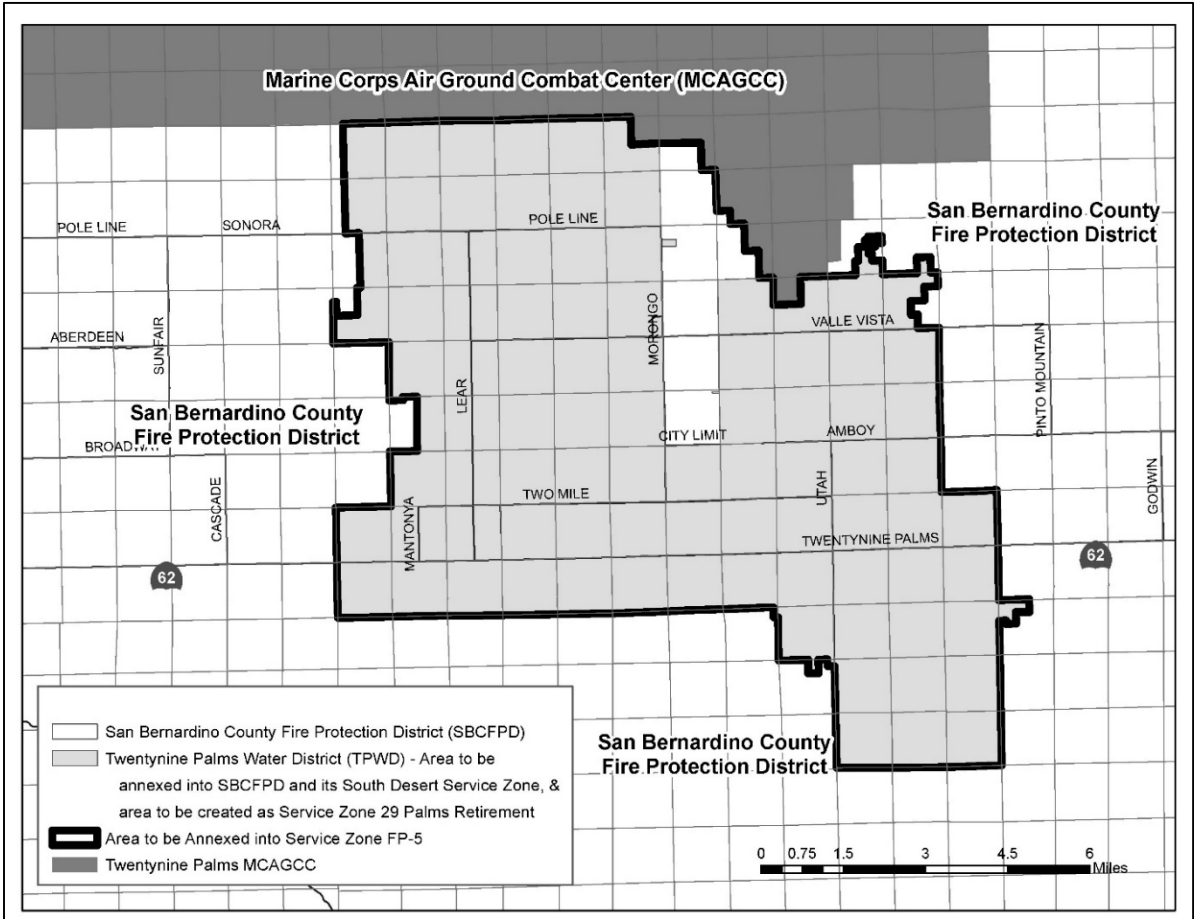 Marine Corps Air Ground Combat Center (MCAGCC)
San Bernardino County
Fire Protection District
POLE LINE
SONORA
POLE LINE
ABERDEEN
SUNFAIR
LEAR
MORONGO
VALLE VISTA
PINTO MOUNTAIN
San Bernardino County
Fire Protection District
BROADWAY
CASCADE
CITY LIMIT
AMBOY
MANTONYA
TWO MILE
UTAH
GODWIN
TWENTYNINE PALMS
62
62
San Bernardino County
Fire Protection District
San Bernardino County Fire Protection District (SBCFPD)
Twentynine Palms Water District (TPWD) - Area to be
annexed into SBCFPD and its South Desert Service Zone, &
area to be created as Service Zone 29 Palms Retirement
Area to be Annexed into Service Zone FP-5
Twentynine Palms MCAGCC
0 0.75 1.5 3 4.5 6
Miles